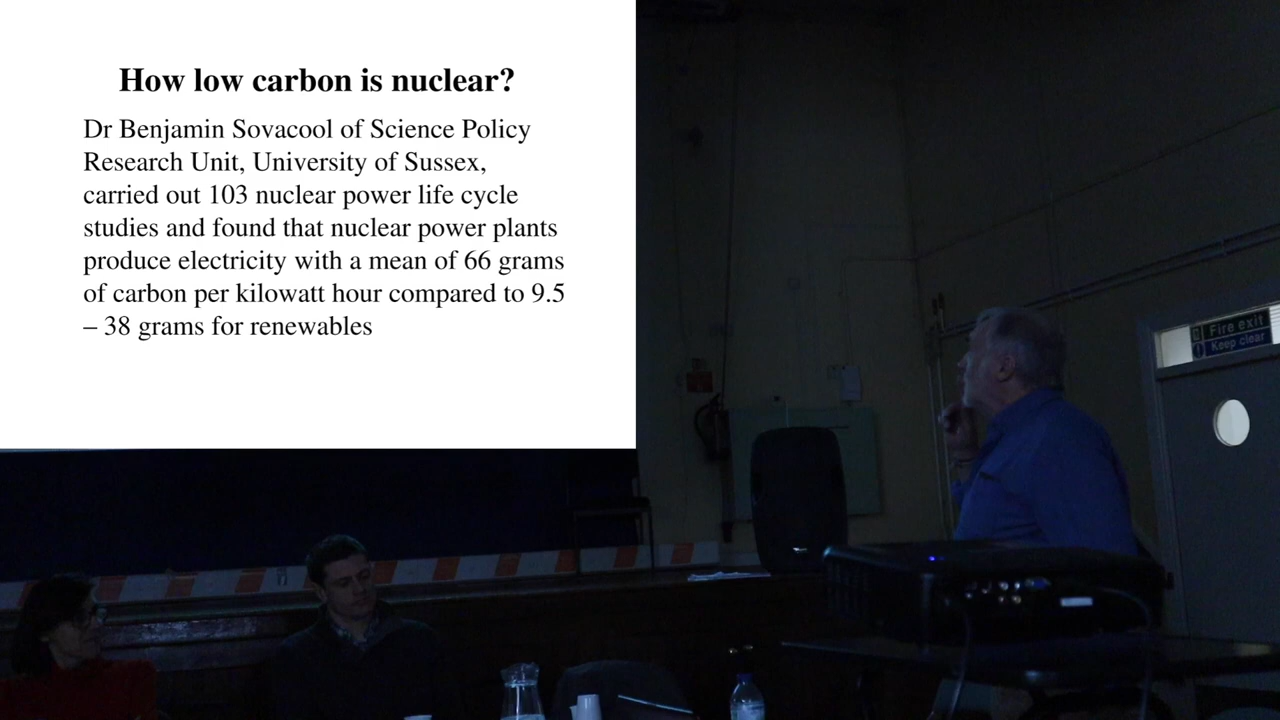 How low carbon is nuclear?
Dr Benjamin Sovacool of Science Policy
Research Unit, University of Sussex,
carried out 103 nuclear power life cycle
studies and found that nuclear power plants
produce electricity with a mean of 66 grams
of carbon per kilowatt hour compared to 9.5
– 38 grams for renewables
Fire exit
Keep clear